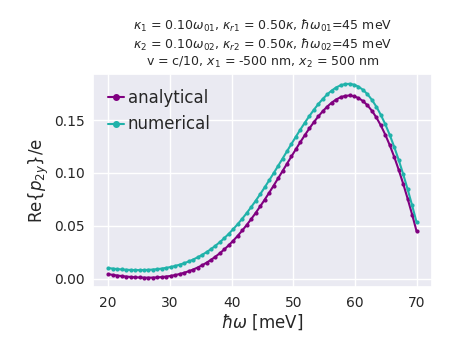 κ₁ = 0.10ω₀₁, κᵣ₁ = 0.50κ, ħω₀₁=45 meV
κ₂ = 0.10ω₀₂, κᵣ₂ = 0.50κ, ħω₀₂=45 meV
v = c/10, x₁ = -500 nm, x₂ = 500 nm
analytical
numerical
Re{p₂ᵧ}/e
0.15
0.10
0.05
0.00
20 30 40 50 60 70
ħω [meV]